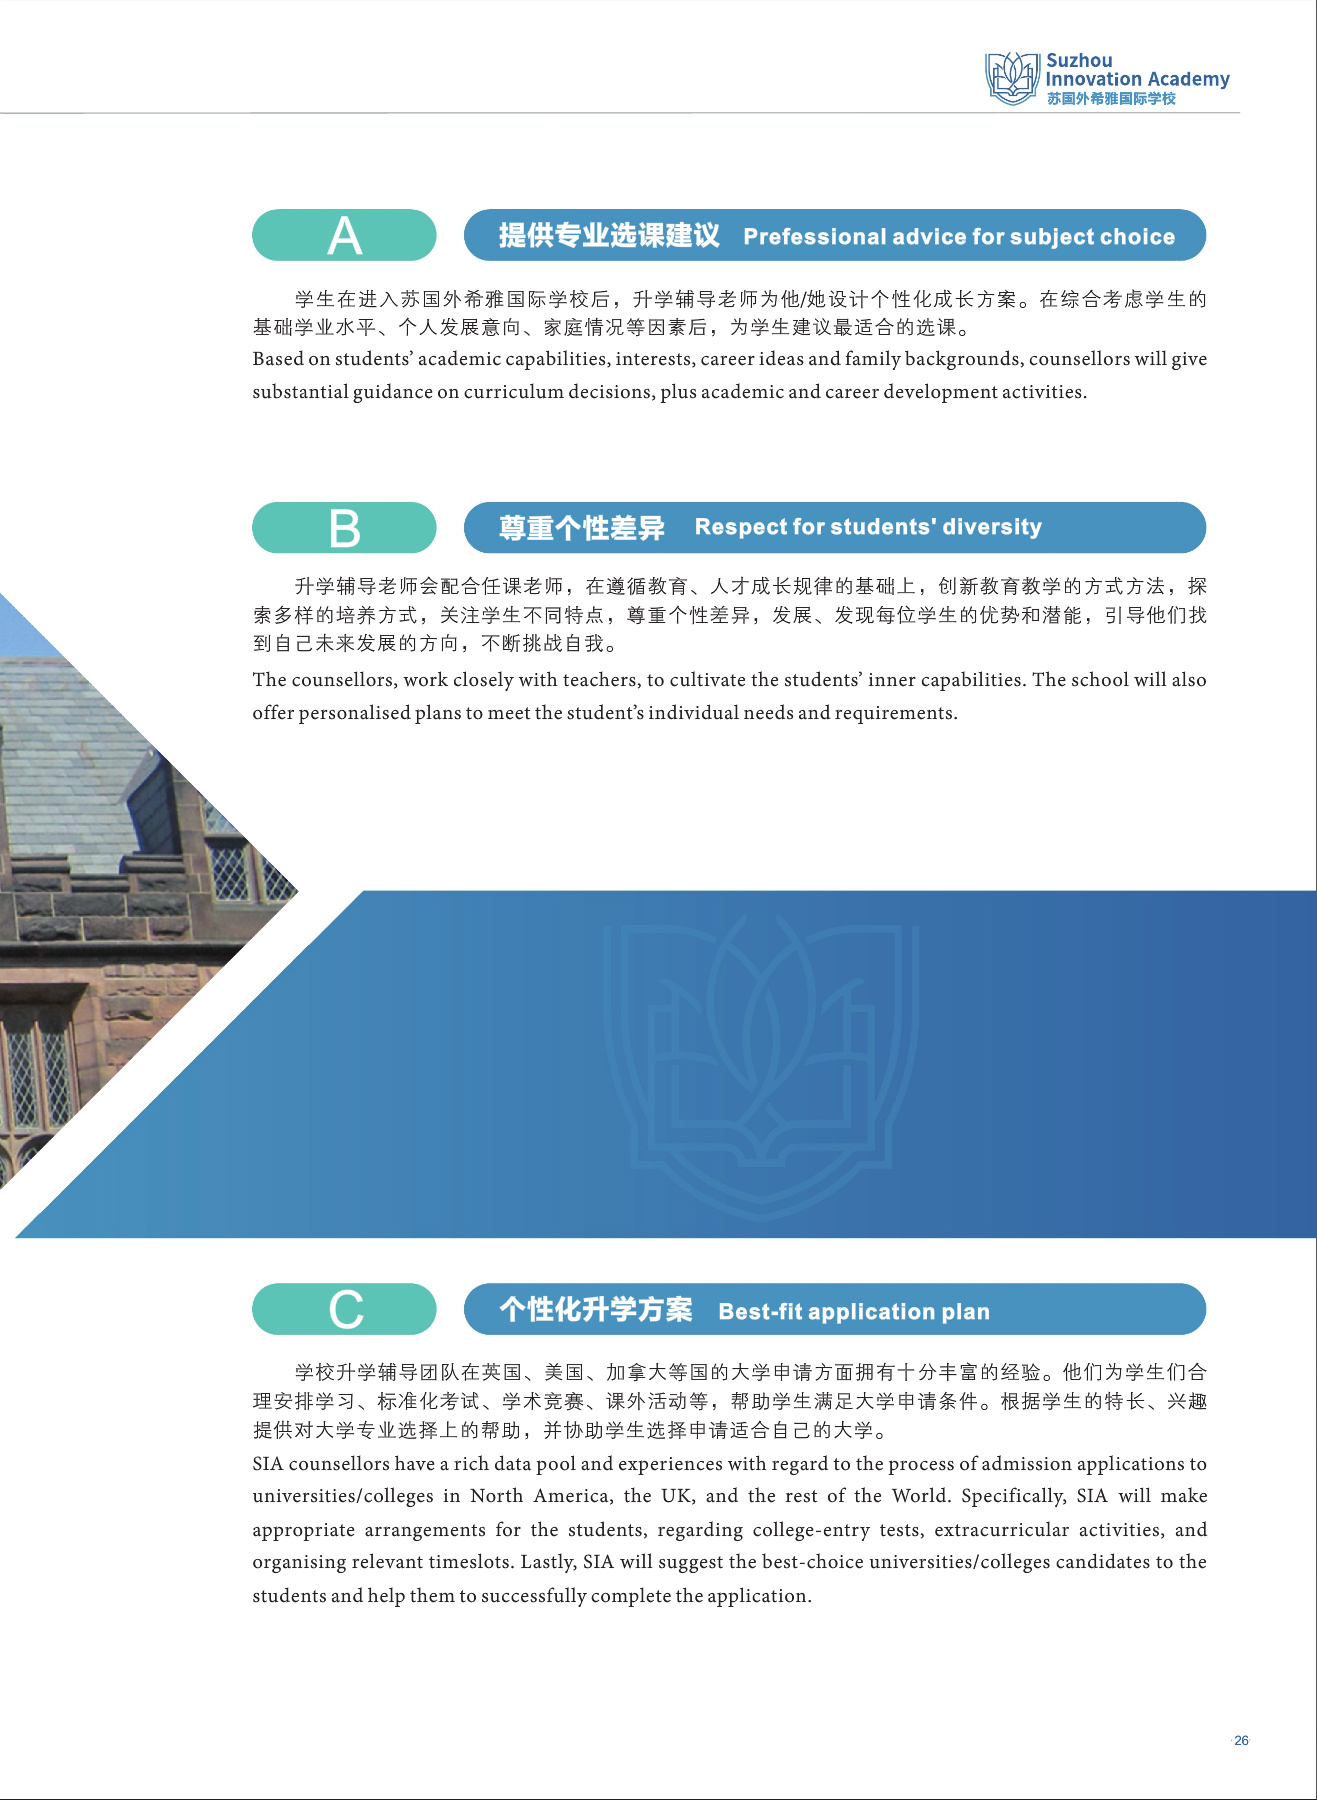 Suzhou
Innovation Academy
苏国外希雅国际学校
A
提供专业选课建议 Prefessional advice for subject choice
学生在进入苏国外希雅国际学校后，升学辅导老师为他/她设计个性化成长方案。在综合考虑学生的
基础学业水平、个人发展意向、家庭情况等因素后，为学生建议最适合的选课。
Based on students’ academic capabilities, interests, career ideas and family backgrounds, counsellors will give
substantial guidance on curriculum decisions, plus academic and career development activities.
B
尊重个性差异 Respect for students' diversity
升学辅导老师会配合任课老师，在遵循教育、人才成长规律的基础上，创新教育教学的方式方法，探
索多样的培养方式，关注学生不同特点，尊重个性差异，发展、发现每位学生的优势和潜能，引导他们找
到自己未来发展的方向，不断挑战自我。
The counsellors, work closely with teachers, to cultivate the students’ inner capabilities. The school will also
offer personalised plans to meet the student’s individual needs and requirements.
C
个性化升学方案 Best-fit application plan
学校升学辅导团队在英国、美国、加拿大等国的大学申请方面拥有十分丰富的经验。他们为学生们合
理安排学习、标准化考试、学术竞赛、课外活动等，帮助学生满足大学申请条件。根据学生的特长、兴趣
提供对大学专业选择上的帮助，并协助学生选择申请适合自己的大学。
SIA counsellors have a rich data pool and experiences with regard to the process of admission applications to
universities/colleges in North America, the UK, and the rest of the World. Specifically, SIA will make
appropriate arrangements for the students, regarding college-entry tests, extracurricular activities, and
organising relevant timeslots. Lastly, SIA will suggest the best-choice universities/colleges candidates to the
students and help them to successfully complete the application.
26